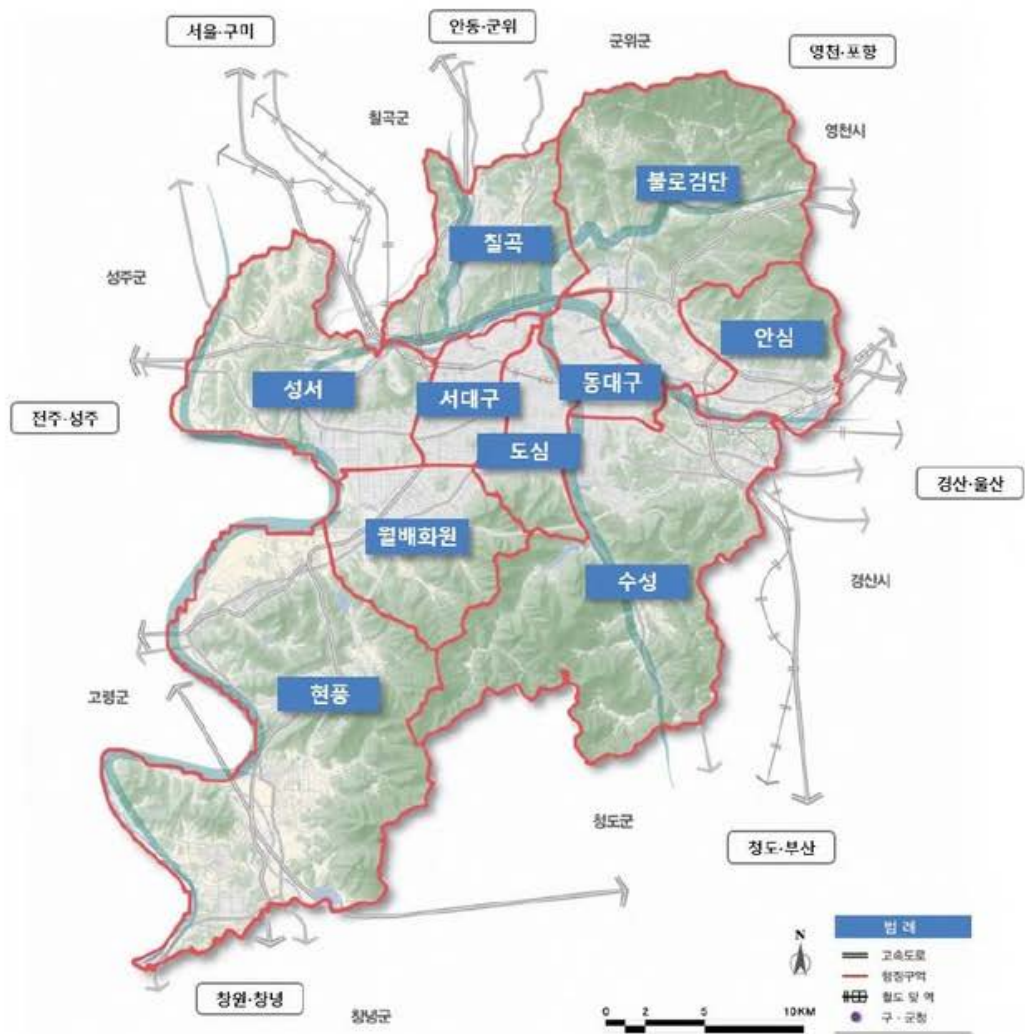 서울·구미
안동·군위
군위군
영천·포항
칠곡군
영천시
불로검단
칠곡
성주군
안심
성서
서대구
동대구
전주·성주
도심
경산·울산
월배화원
수성
경산시
현풍
고령군
청도군
청도·부산
창원·창녕
창녕군
N
0 2 5 10KM
범 례
고속도로
행정구역
철도 및 역
구·군청